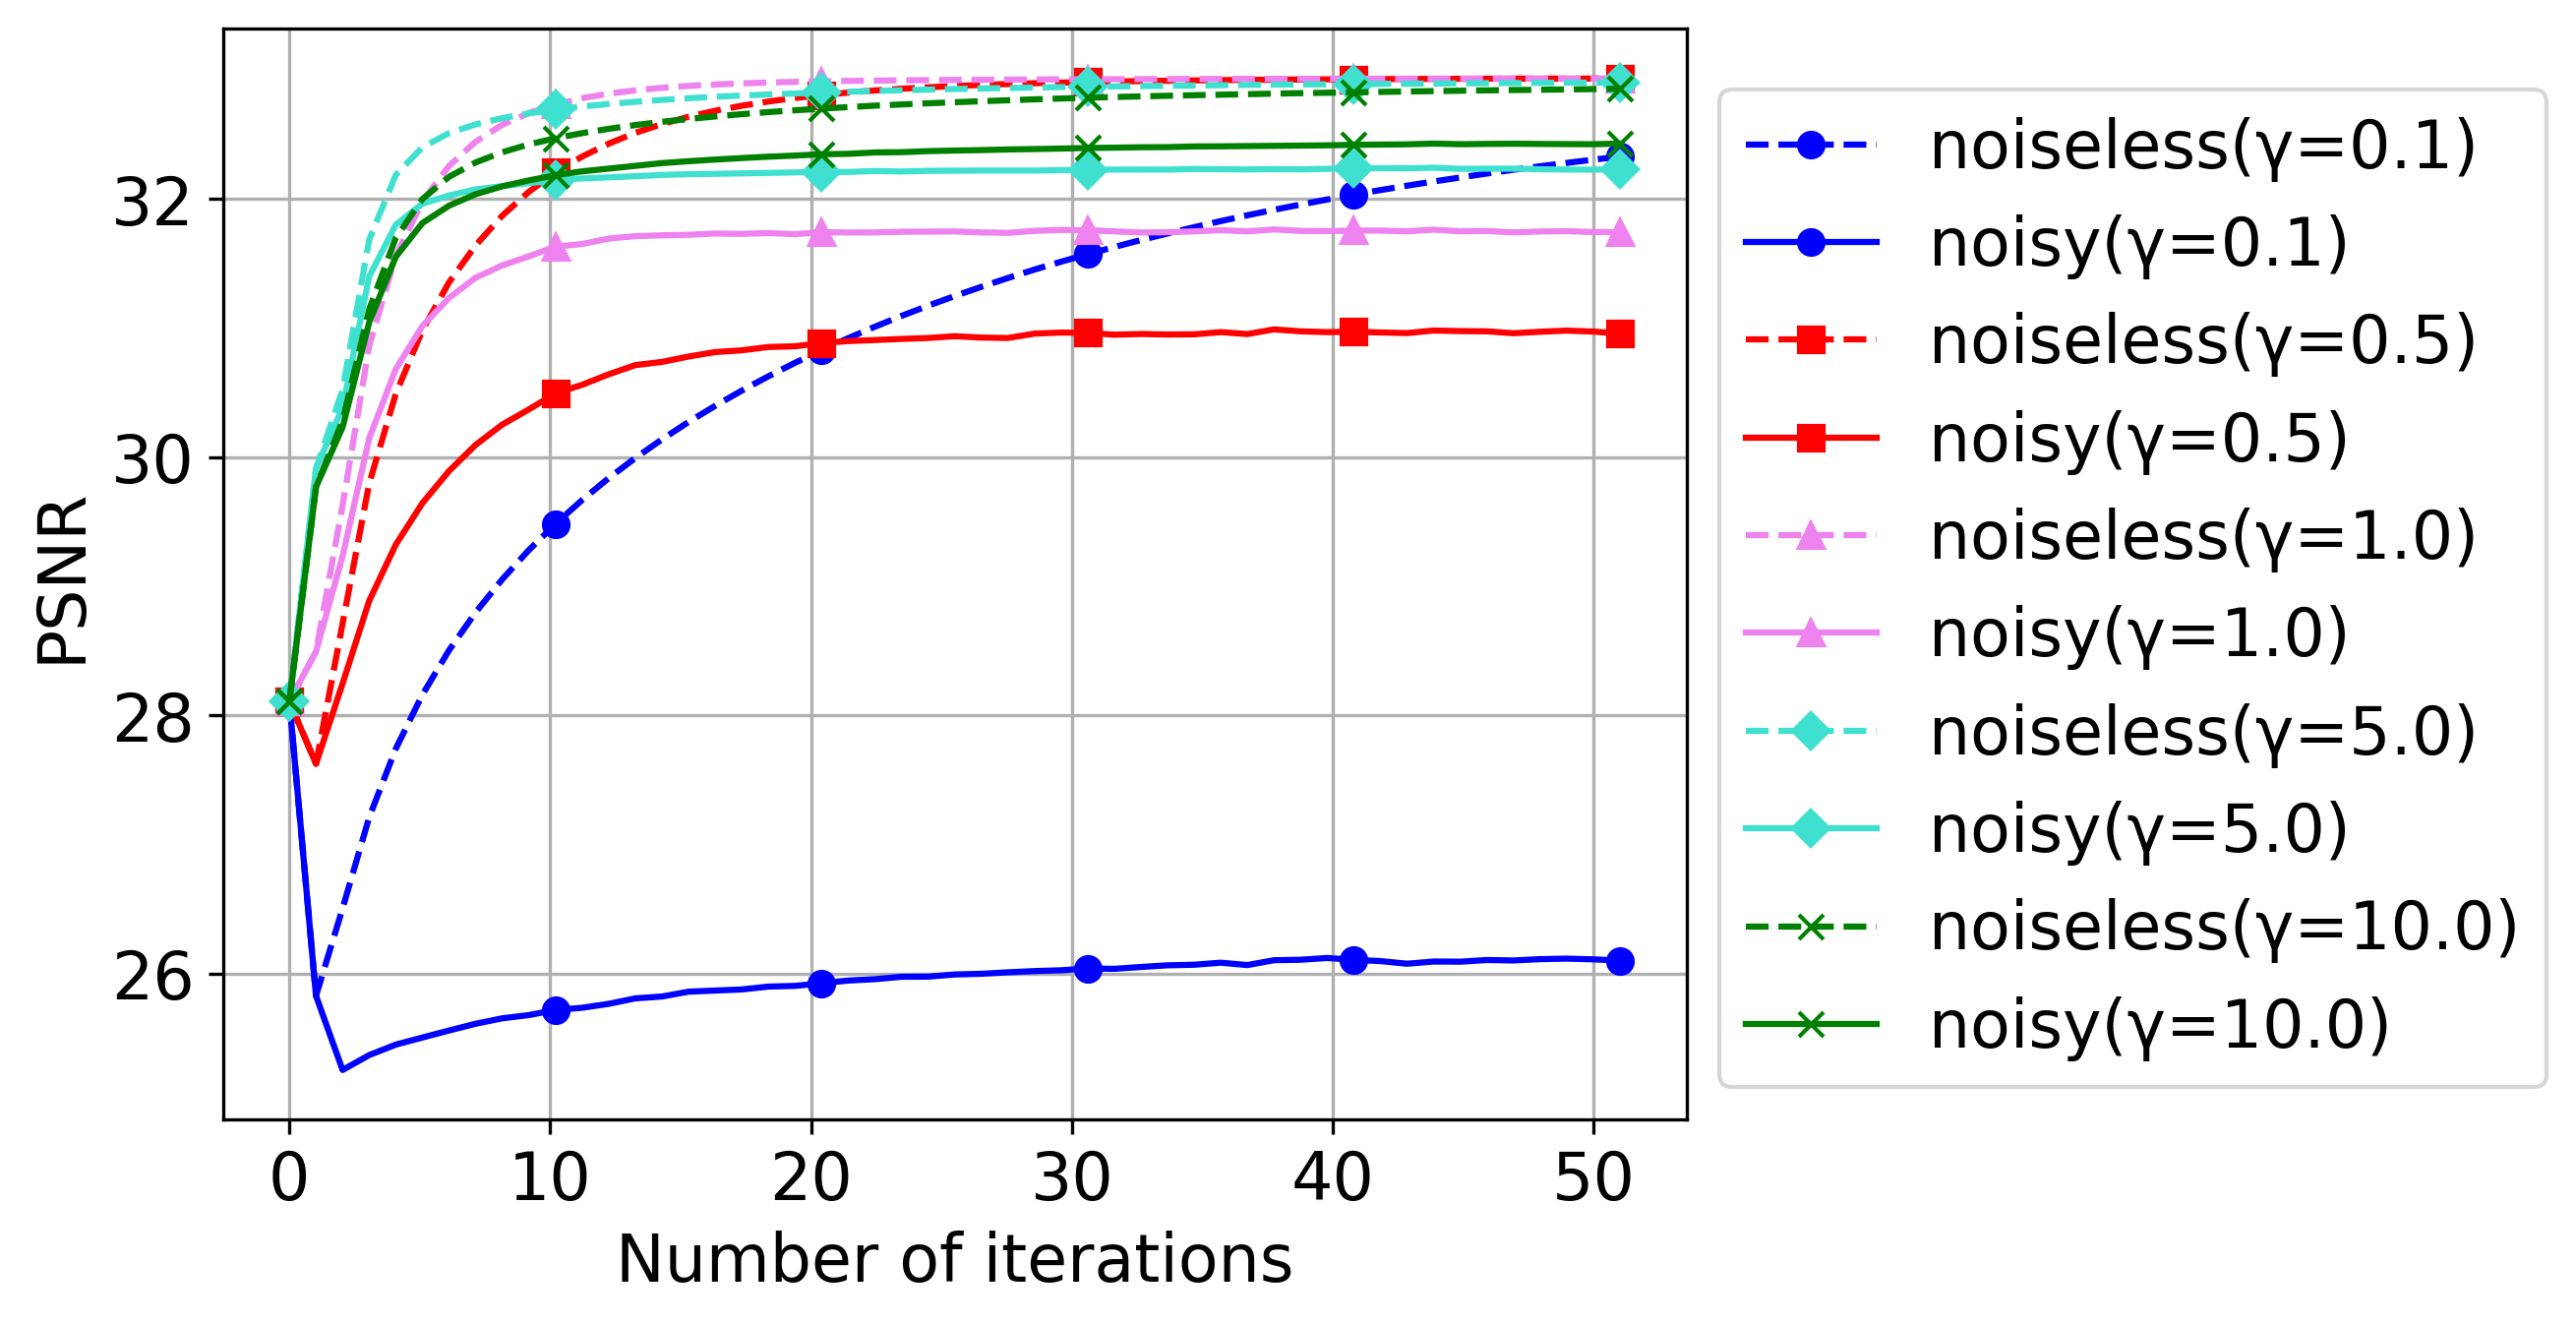 32
30
28
26
PSNR
0 10 20 30 40 50
Number of iterations
noiseless(γ=0.1)
noisy(γ=0.1)
noiseless(γ=0.5)
noisy(γ=0.5)
noiseless(γ=1.0)
noisy(γ=1.0)
noiseless(γ=5.0)
noisy(γ=5.0)
noiseless(γ=10.0)
noisy(γ=10.0)